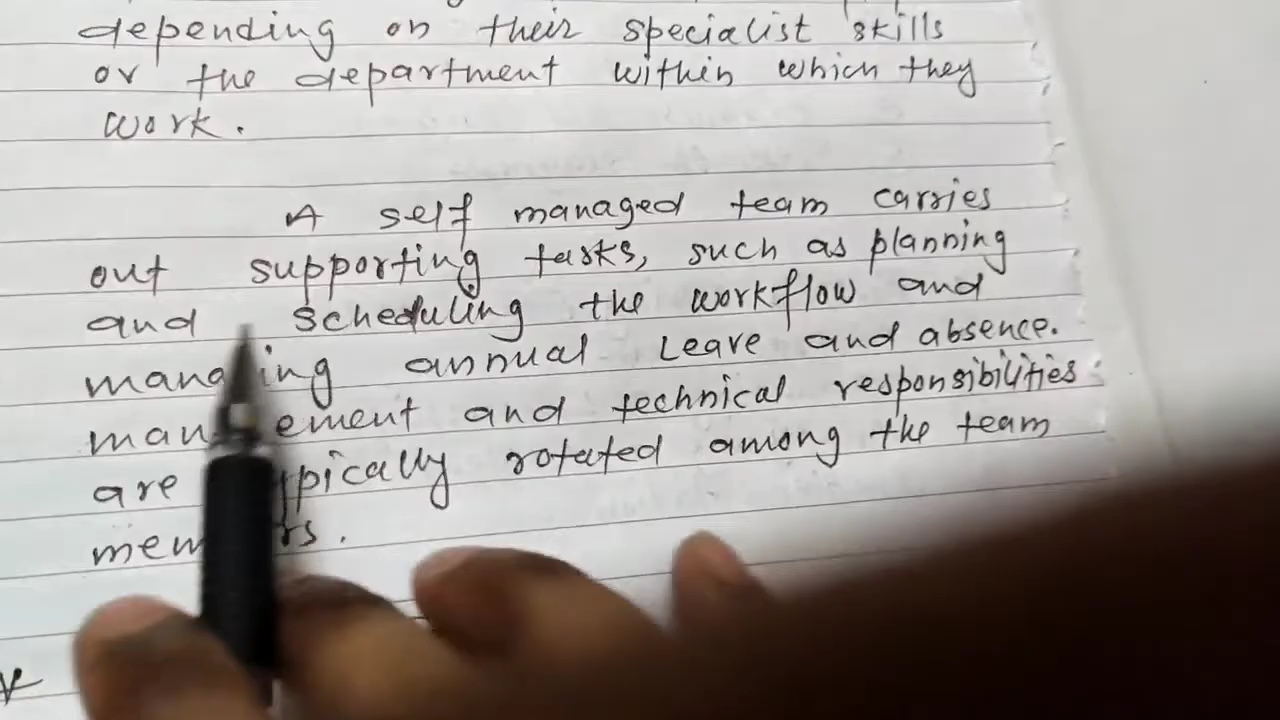 depending on their specialist skills
or the department within which they
work.
A self managed team carries
out supporting tasks, such as planning
and scheduling the workflow and
managing annual Leave and absence.
management and technical responsibilities
are typically rotated among the team
members.